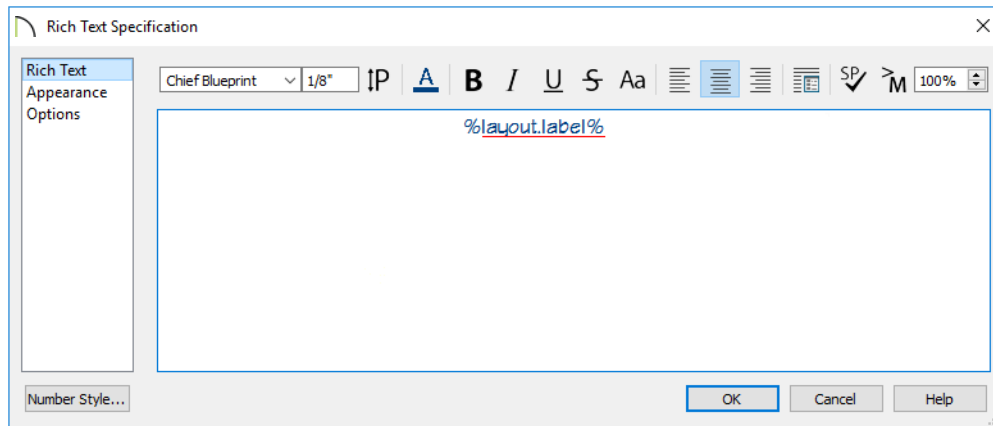 Rich Text Specification
Rich Text
Appearance
Options
Chief Blueprint 1/8" P A B I U S Aa SP M 100%
%layout.label%
Number Style...
OK Cancel Help